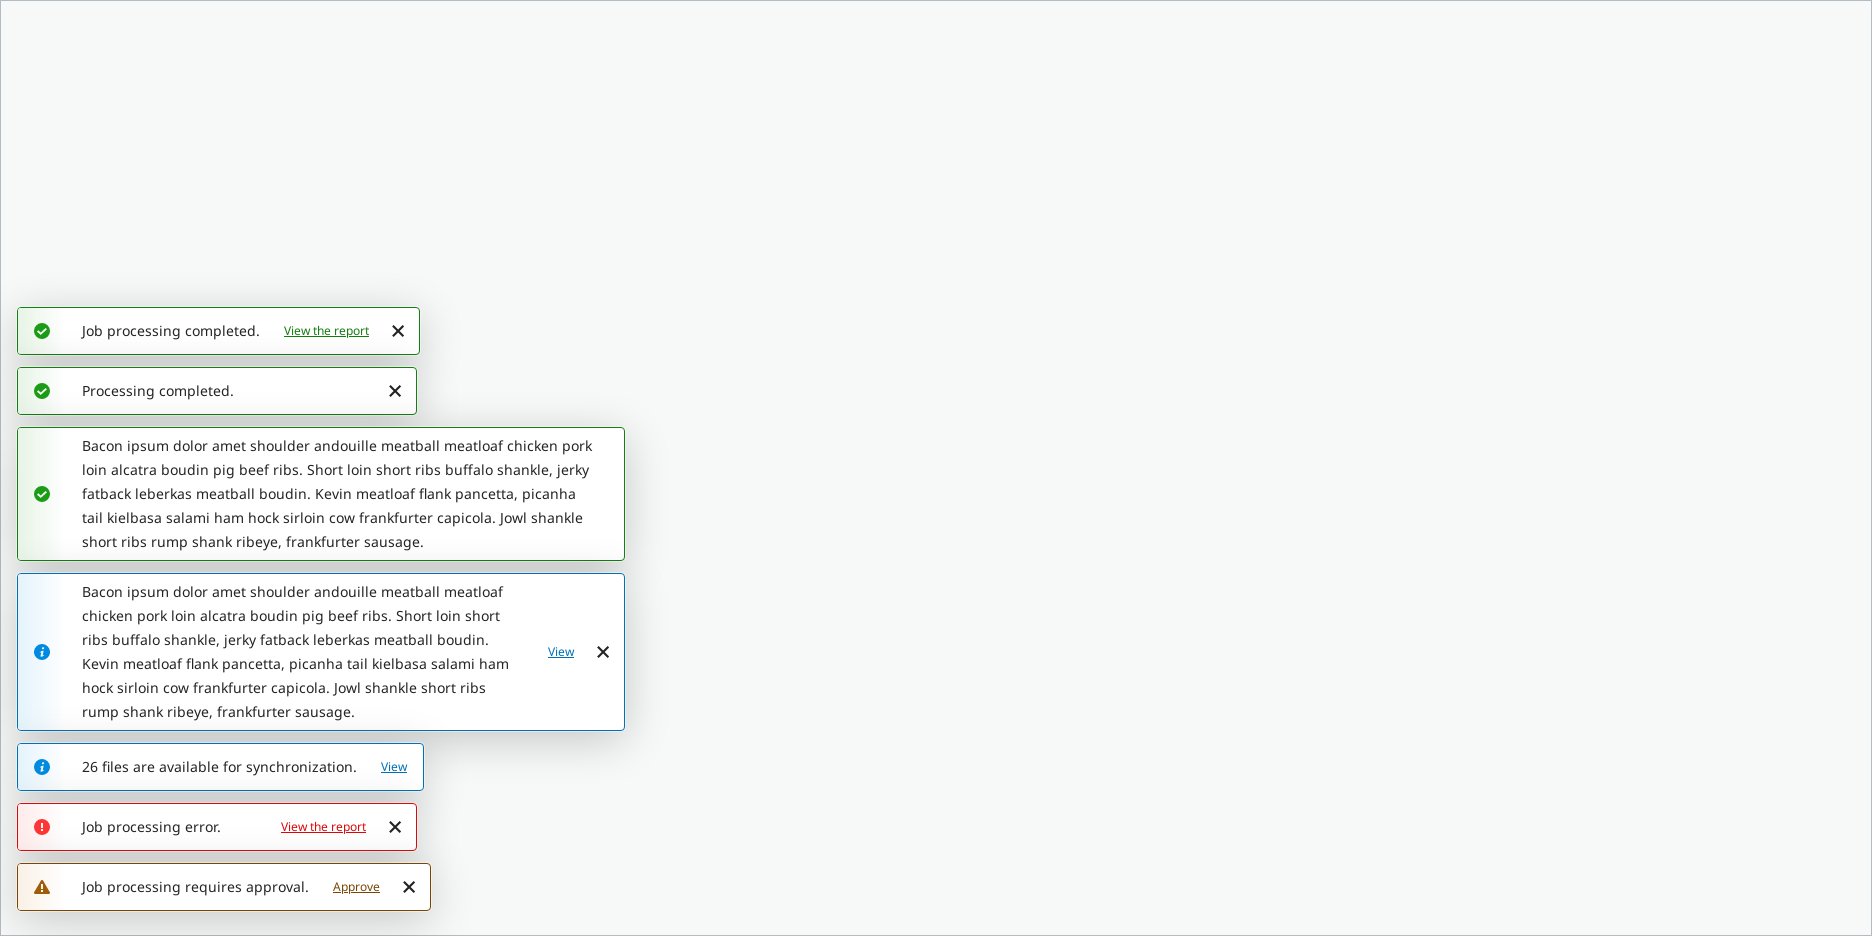 Job processing completed. View the report
Processing completed.
Bacon ipsum dolor amet shoulder andouille meatball meatloaf chicken pork
loin alcatra boudin pig beef ribs. Short loin short ribs buffalo shankle, jerky
fatback leberkas meatball boudin. Kevin meatloaf flank pancetta, picanha
tail kielbasa salami ham hock sirloin cow frankfurter capicola. Jowl shankle
short ribs rump shank ribeye, frankfurter sausage.
Bacon ipsum dolor amet shoulder andouille meatball meatloaf
chicken pork loin alcatra boudin pig beef ribs. Short loin short
ribs buffalo shankle, jerky fatback leberkas meatball boudin.
Kevin meatloaf flank pancetta, picanha tail kielbasa salami ham
hock sirloin cow frankfurter capicola. Jowl shankle short ribs
rump shank ribeye, frankfurter sausage.
View
26 files are available for synchronization. View
Job processing error. View the report
Job processing requires approval. Approve